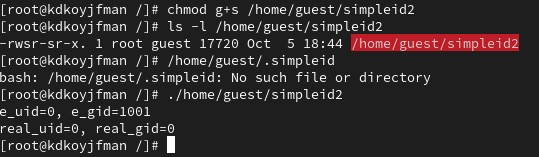 [root@kdkoyjfman /]# chmod g+s /home/guest/simpleid2
[root@kdkoyjfman /]# ls -l /home/guest/simpleid2
-rwsr-sr-x. 1 root guest 17720 Oct  5 18:44 /home/guest/simpleid2
[root@kdkoyjfman /]# /home/guest/.simpleid
bash: /home/guest/.simpleid: No such file or directory
[root@kdkoyjfman /]# ./home/guest/simpleid2
e_uid=0, e_gid=1001
real_uid=0, real_gid=0
[root@kdkoyjfman /]#